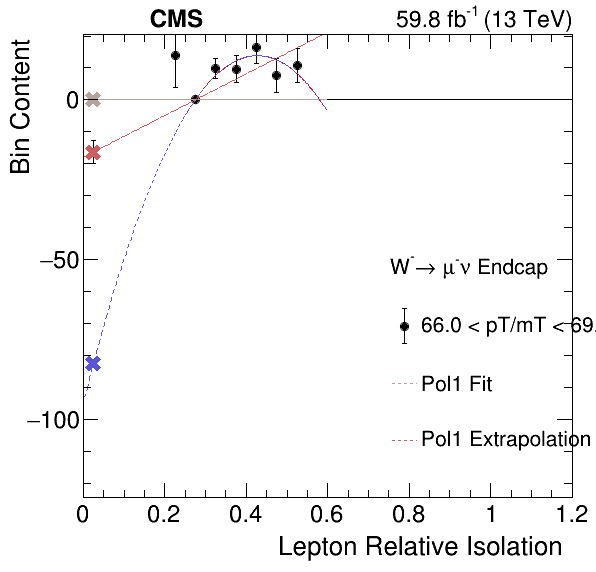 CMS 59.8 fb⁻¹ (13 TeV)
Bin Content
0
−50
−100
W⁻→ μ⁻ν Endcap
66.0 < pT/mT < 69.
Pol1 Fit
Pol1 Extrapolation
0 0.2 0.4 0.6 0.8 1 1.2
Lepton Relative Isolation